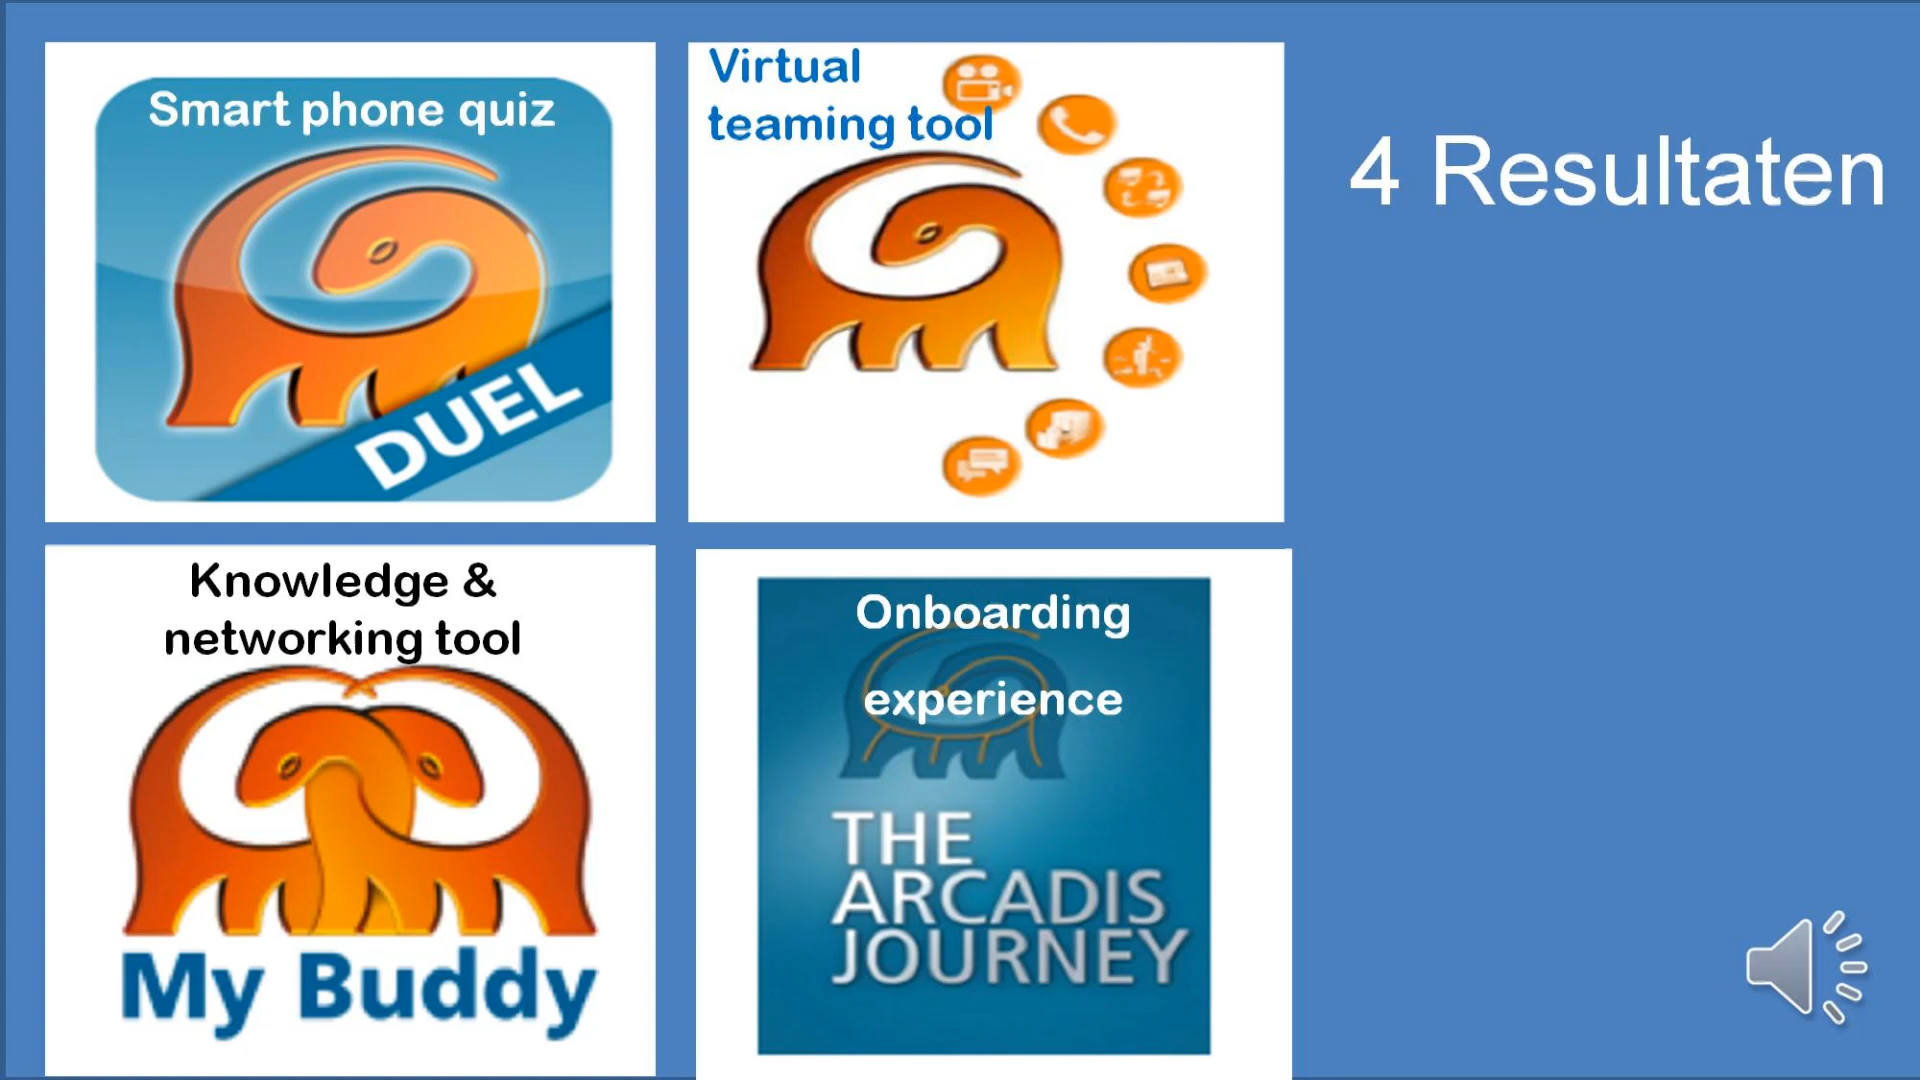 Smart phone quiz
DUEL
Virtual
teaming tool
4 Resultaten
Knowledge &
networking tool
My Buddy
Onboarding
experience
THE
ARCADIS
JOURNEY